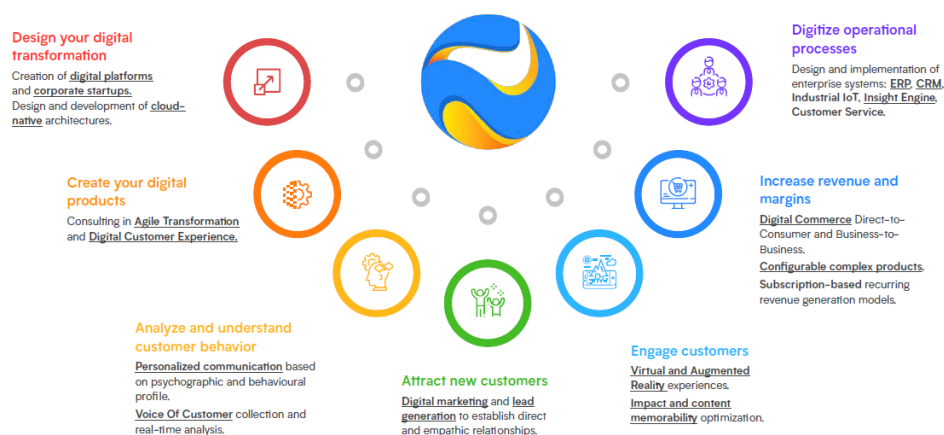 Design your digital
transformation
Creation of digital platforms
and corporate startups.
Design and development of cloud-
native architectures.
Create your digital
products
Consulting in Agile Transformation
and Digital Customer Experience.
Analyze and understand
customer behavior
Personalized communication based
on psychographic and behavioural
profile.
Voice Of Customer collection and
real-time analysis.
Attract new customers
Digital marketing and lead
generation to establish direct
and empathic relationships.
Engage customers
Virtual and Augmented
Reality experiences.
Impact and content
memorability optimization.
Increase revenue and
margins
Digital Commerce Direct-to-
Consumer and Business-to-
Business.
Configurable complex products.
Subscription-based recurring
revenue generation models.
Digitize operational
processes
Design and implementation of
enterprise systems: ERP, CRM,
Industrial IoT, Insight Engine,
Customer Service.